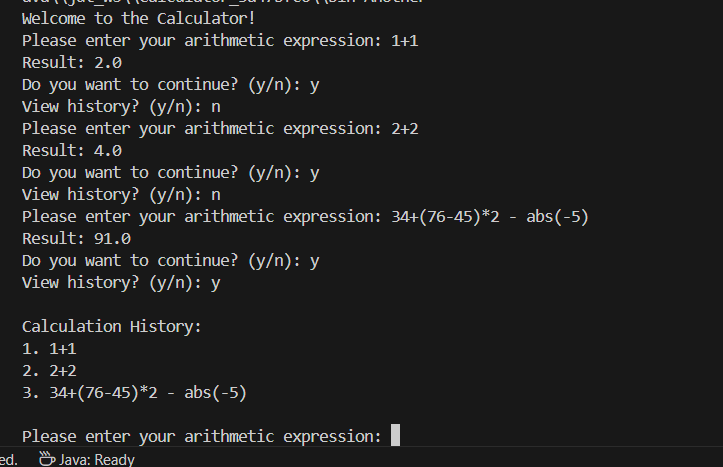 Welcome to the Calculator!
Please enter your arithmetic expression: 1+1
Result: 2.0
Do you want to continue? (y/n): y
View history? (y/n): n
Please enter your arithmetic expression: 2+2
Result: 4.0
Do you want to continue? (y/n): y
View history? (y/n): n
Please enter your arithmetic expression: 34+(76-45)*2 - abs(-5)
Result: 91.0
Do you want to continue? (y/n): y
View history? (y/n): y
Calculation History:
1. 1+1
2. 2+2
3. 34+(76-45)*2 - abs(-5)
Please enter your arithmetic expression:
ed. Java: Ready